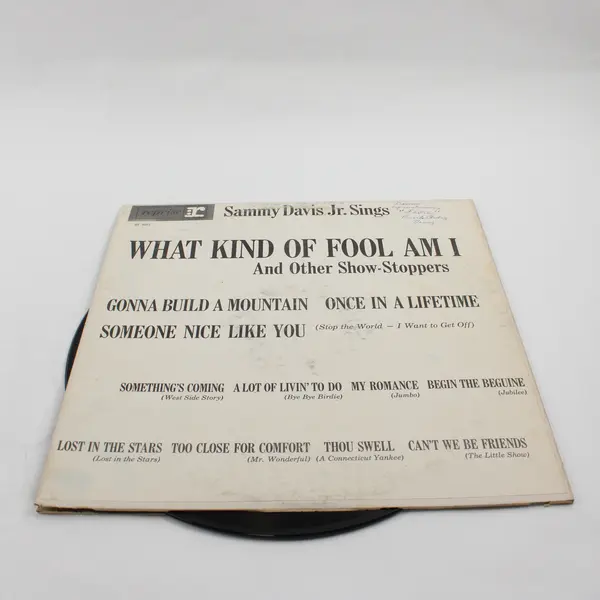 reprise r: Sammy Davis Jr. Sings
WHAT KIND OF FOOL AM I
And Other Show-Stoppers
GONNA BUILD A MOUNTAIN ONCE IN A LIFETIME
SOMEONE NICE LIKE YOU (Stop the World — I Want to Get Off)
SOMETHING'S COMING A LOT OF LIVIN' TO DO MY ROMANCE BEGIN THE BEGUINE
(West Side Story) (Bye Bye Birdie) (Jumbo) (Jubilee)
LOST IN THE STARS TOO CLOSE FOR COMFORT THOU SWELL CAN'T WE BE FRIENDS
(Lost in the Stars) (Mr. Wonderful) (A Connecticut Yankee) (The Little Show)